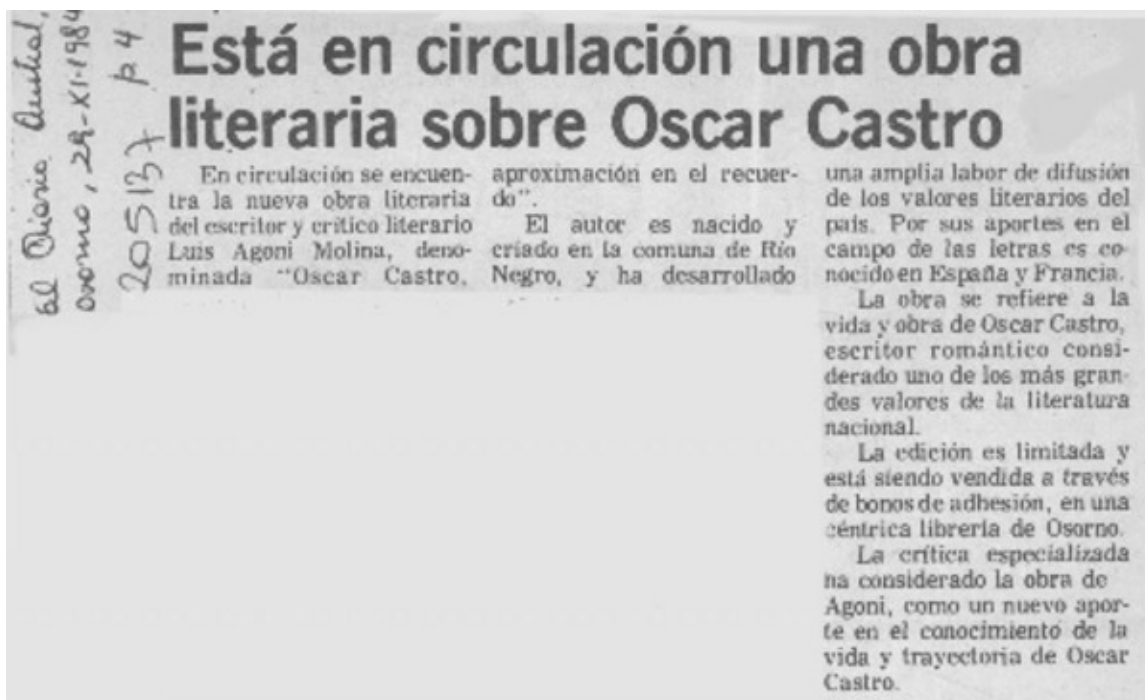 El Diario Austral,
Osorno, 29-XI-1984
205137 p 4
Está en circulación una obra
literaria sobre Oscar Castro
En circulación se encuen-
tra la nueva obra literaria
del escritor y crítico literario
Luis Agoni Molina, deno-
minada "Oscar Castro,
aproximación en el recuer-
do".
El autor es nacido y
criado en la comuna de Río
Negro, y ha desarrollado
una amplia labor de difusión
de los valores literarios del
país. Por sus aportes en el
campo de las letras es co-
nocido en España y Francia.
La obra se refiere a la
vida y obra de Oscar Castro,
escritor romántico consi-
derado uno de los más gran-
des valores de la literatura
nacional.
La edición es limitada y
está siendo vendida a través
de bonos de adhesión, en una
céntrica librería de Osorno.
La crítica especializada
ha considerado la obra de
Agoni, como un nuevo apor-
te en el conocimiento de la
vida y trayectoria de Oscar
Castro.